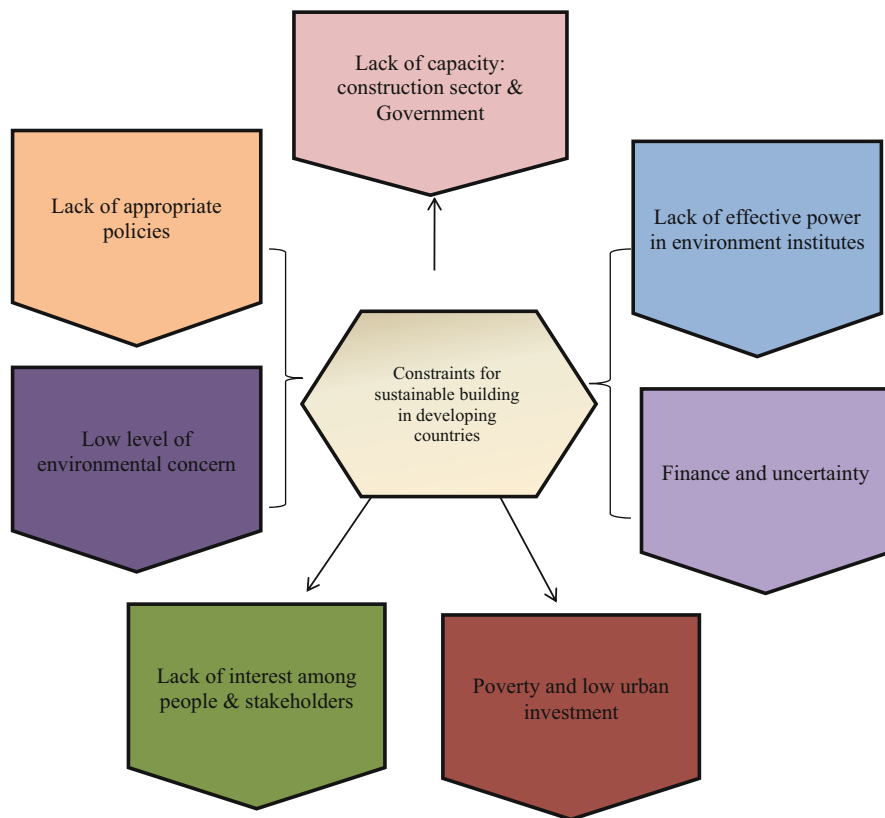 Lack of capacity:
construction sector &
Government
Lack of appropriate
policies
Lack of effective power
in environment institutes
Constraints for
sustainable building
in developing
countries
Low level of
environmental concern
Finance and uncertainty
Lack of interest among
people & stakeholders
Poverty and low urban
investment